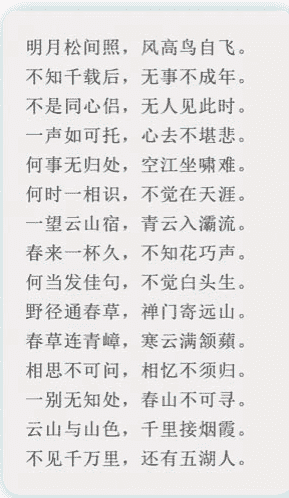 明月松间照，风高鸟自飞。
不知千载后，无事不成年。
不是同心侣，无人见此时。
一声如可托，心去不堪悲。
何事无归处，空江坐啸难。
何时一相识，不觉在天涯。
一望云山宿，青云入灞流。
春来一杯久，不知花巧声。
何当发佳句，不觉白头生。
野径通春草，禅门寄远山。
春草连青嶂，寒云满颔蘋。
相思不可问，相忆不须归。
一别无知处，春山不可寻。
云山与山色，千里接烟霞。
不见千万里，还有五湖人。